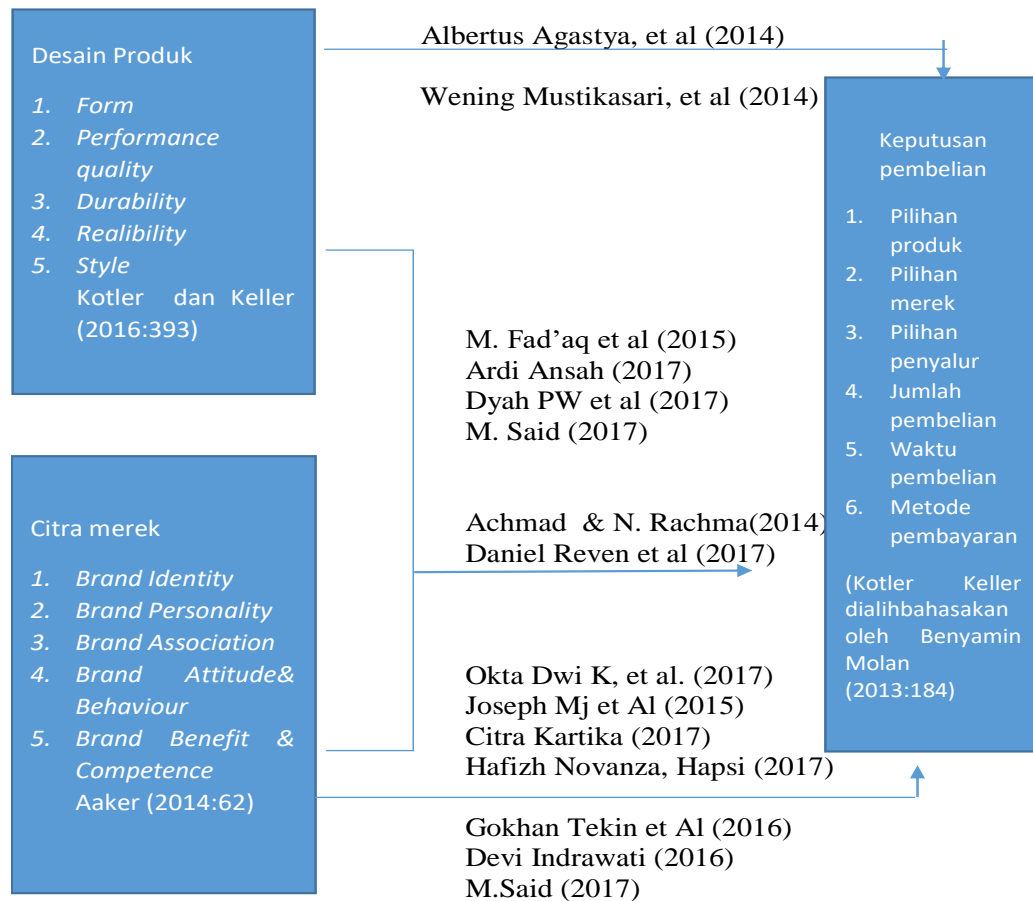 Desain Produk
1. Form
2. Performance
quality
3. Durability
4. Realibility
5. Style
Kotler dan Keller
(2016:393)
Albertus Agastya, et al (2014)
Wening Mustikasari, et al (2014)
M. Fad’aq et al (2015)
Ardi Ansah (2017)
Dyah PW et al (2017)
M. Said (2017)
Achmad & N. Rachma(2014)
Daniel Reven et al (2017)
Citra merek
1. Brand Identity
2. Brand Personality
3. Brand Association
4. Brand Attitude&
Behaviour
5. Brand Benefit &
Competence
Aaker (2014:62)
Okta Dwi K, et al. (2017)
Joseph Mj et Al (2015)
Citra Kartika (2017)
Hafizh Novanza, Hapsi (2017)
Gokhan Tekin et Al (2016)
Devi Indrawati (2016)
M.Said (2017)
Keputusan
pembelian
1. Pilihan
produk
2. Pilihan
merek
3. Pilihan
penyalur
4. Jumlah
pembelian
5. Waktu
pembelian
6. Metode
pembayaran
(Kotler Keller
dialihbahasakan
oleh Benyamin
Molan
(2013:184)